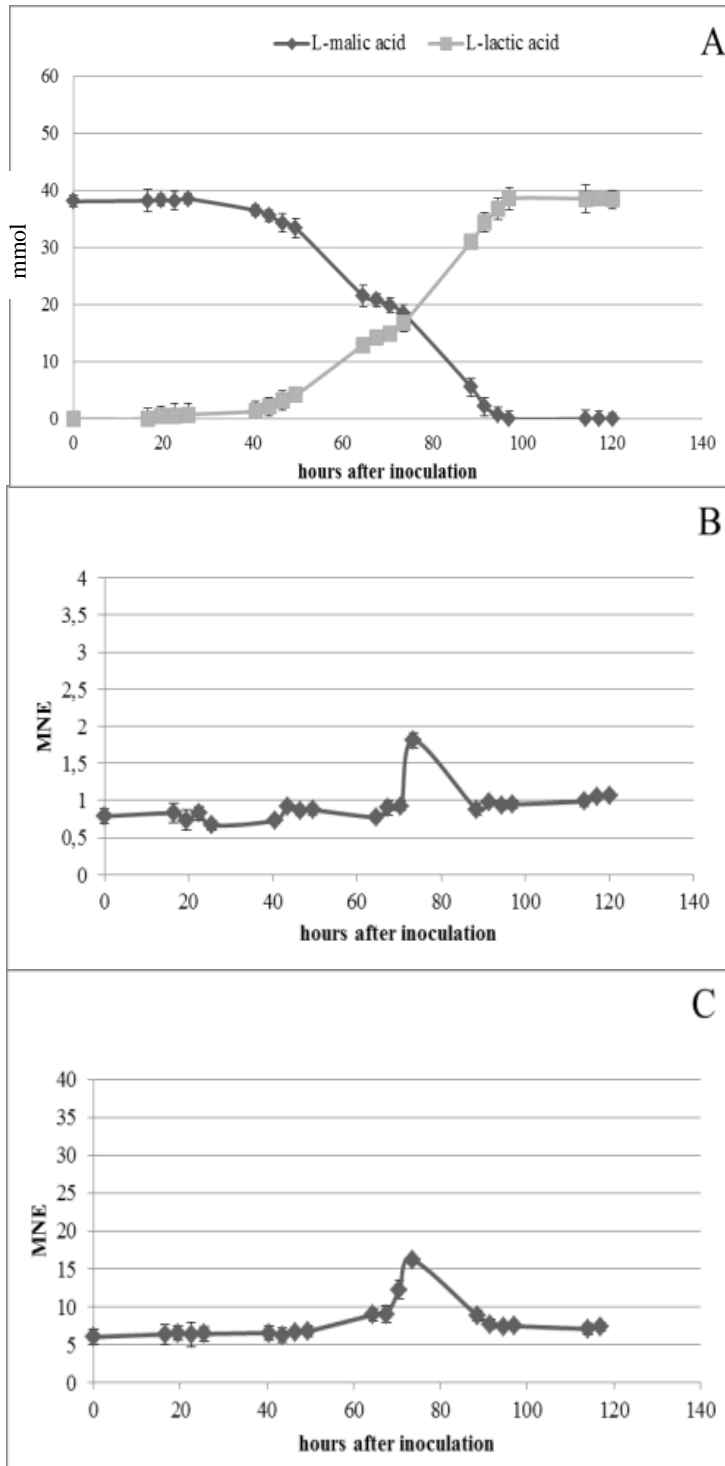 L-malic acid L-lactic acid
A
60
50
40
30
20
10
0
mmol
0 20 40 60 80 100 120 140
hours after inoculation
B
4
3,5
3
2,5
2
1,5
1
0,5
0
MNE
0 20 40 60 80 100 120 140
hours after inoculation
C
40
35
30
25
20
15
10
5
0
MNE
0 20 40 60 80 100 120 140
hours after inoculation